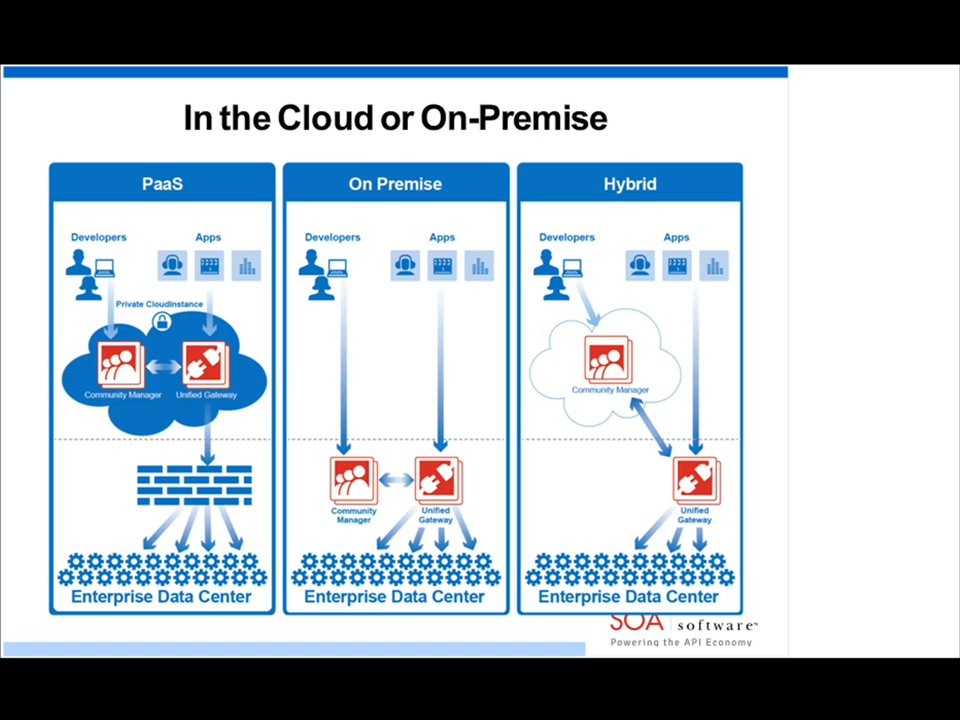 In the Cloud or On-Premise
PaaS
Developers
Apps
Private CloudInstance
Community Manager
Unified Gateway
Enterprise Data Center
On Premise
Developers
Apps
Community
Manager
Unified
Gateway
Enterprise Data Center
Hybrid
Developers
Apps
Community Manager
Unified
Gateway
Enterprise Data Center
SOA software™
Powering the API Economy